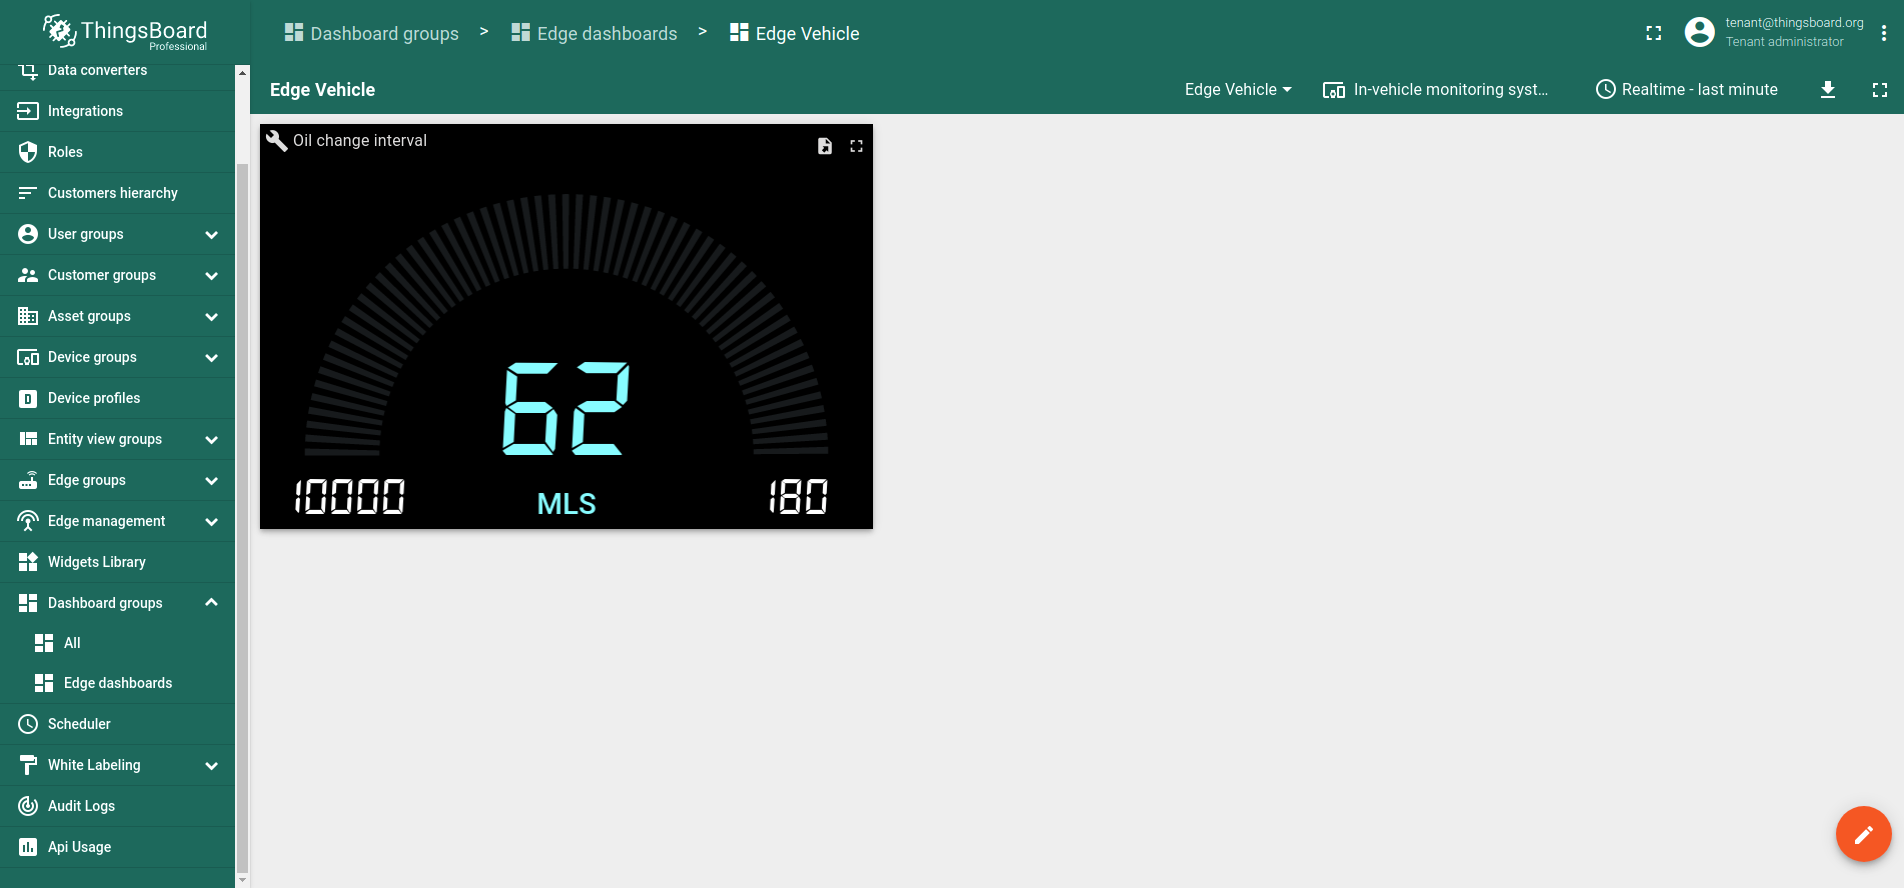 ThingsBoard
Professional
Dashboard groups > Edge dashboards > Edge Vehicle
tenant@thingsboard.org
Tenant administrator
Edge Vehicle
Edge Vehicle
In-vehicle monitoring syst...
Realtime - last minute
Data converters
Integrations
Roles
Customers hierarchy
User groups
Customer groups
Asset groups
Device groups
Device profiles
Entity view groups
Edge groups
Edge management
Widgets Library
Dashboard groups
All
Edge dashboards
Scheduler
White Labeling
Audit Logs
Api Usage
Oil change interval
62
10000
MLS
180